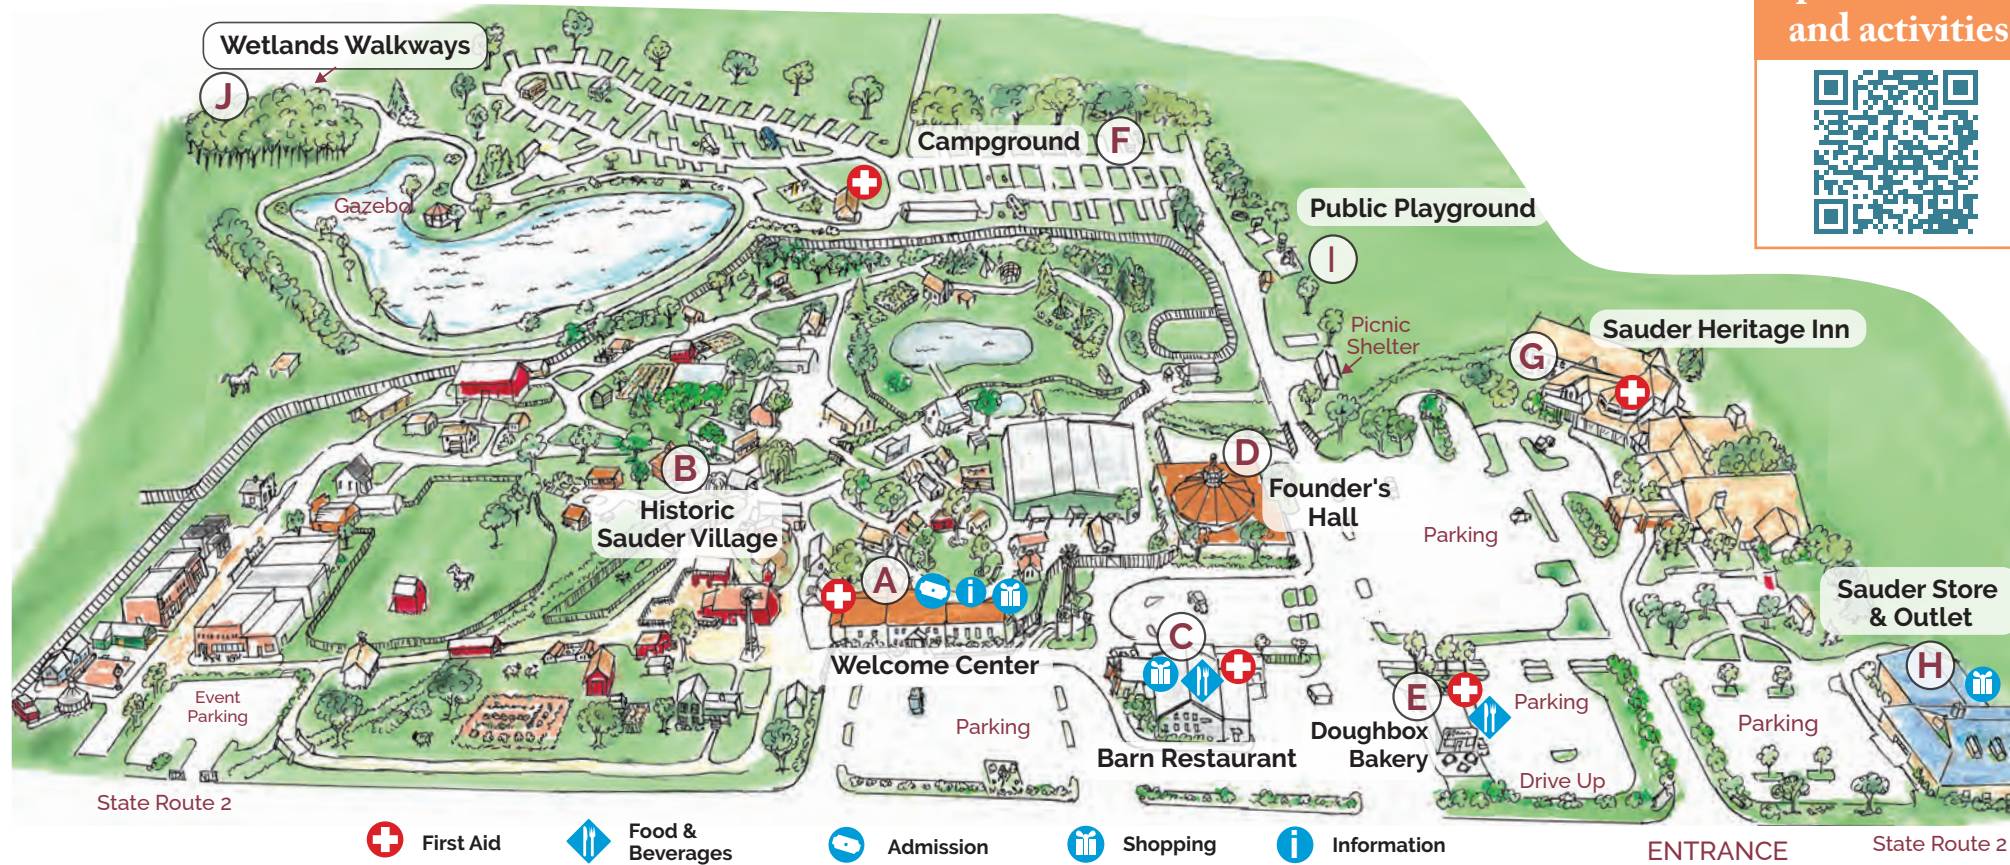 and activities
Wetlands Walkways
J
Gazebo
Campground
F
Public Playground
I
Picnic
Shelter
Sauder Heritage Inn
G
B
Historic
Sauder Village
D
Founder's
Hall
Parking
A
i
Welcome Center
C
Barn Restaurant
E
Doughbox
Bakery
Parking
Drive Up
Sauder Store
& Outlet
H
Parking
Parking
Event
Parking
State Route 2
First Aid
Food &
Beverages
Admission
Shopping
i
Information
ENTRANCE
State Route 2